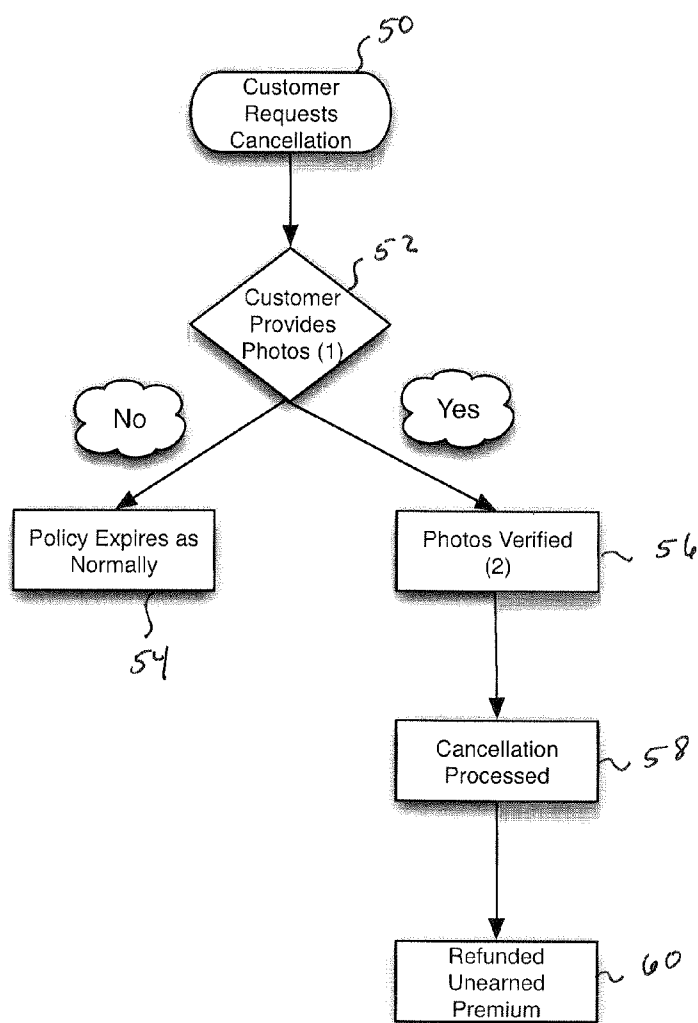 50
Customer
Requests
Cancellation
52
Customer
Provides
Photos (1)
No
Yes
Policy Expires as
Normally
54
Photos Verified
(2)
56
Cancellation
Processed
58
Refunded
Unearned
Premium
60